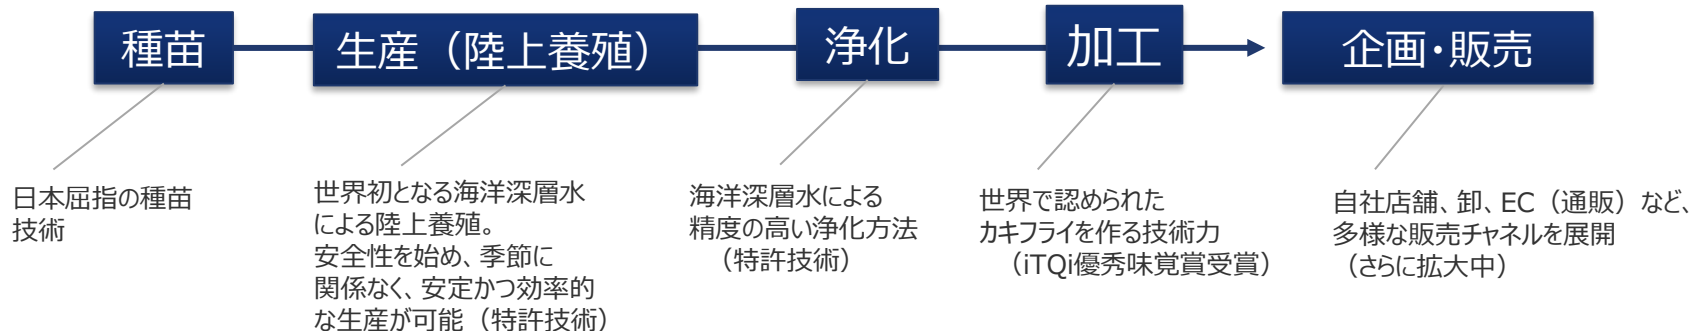 種苗
生産（陸上養殖）
浄化
加工
企画・販売
日本屈指の種苗
技術
世界初となる海洋深層水
による陸上養殖。
安全性を始め、季節に
関係なく、安定かつ効率的
な生産が可能（特許技術）
海洋深層水による
精度の高い浄化方法
（特許技術）
世界で認められた
カキフライを作る技術力
（iTQi優秀味覚賞受賞）
自社店舗、卸、EC（通販）など、
多様な販売チャネルを展開
（さらに拡大中）